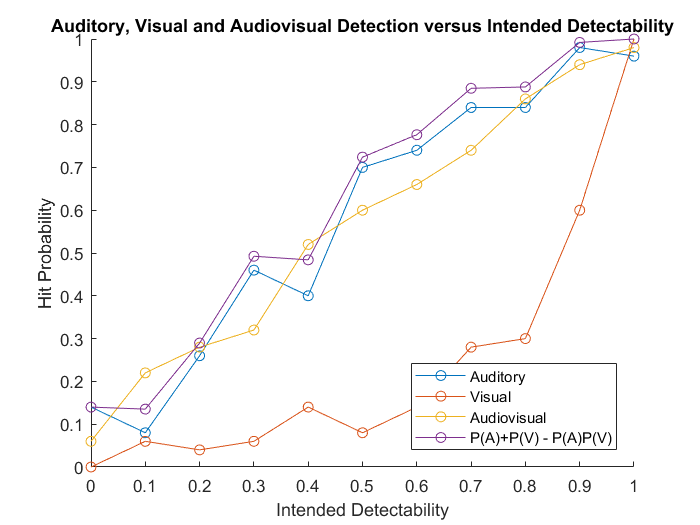 Auditory, Visual and Audiovisual Detection versus Intended Detectability
1
0.9
0.8
0.7
0.6
0.5
0.4
0.3
0.2
0.1
0
Hit Probability
Auditory
Visual
Audiovisual
P(A)+P(V) - P(A)P(V)
0 0.1 0.2 0.3 0.4 0.5 0.6 0.7 0.8 0.9 1
Intended Detectability